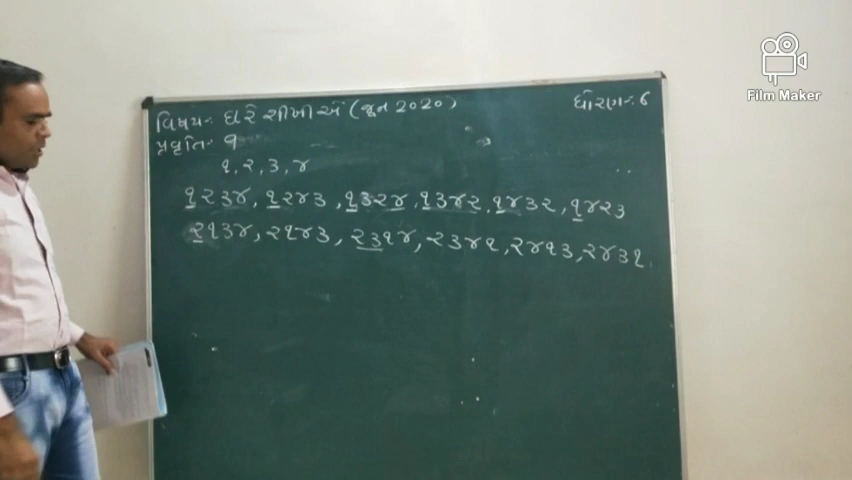 વિષય:- ઘરે શીખીએ (જૂન 2020)
ધોરણ:- ૬
પ્રવૃતિ:- ૧
૧, ૨, ૩, ૪
૧૨૩૪, ૧૨૪૩, ૧૩૨૪, ૧૩૪૨, ૧૪૩૨, ૧૪૨૩
૨૧૩૪, ૨૧૪૩, ૨૩૧૪, ૨૩૪૧, ૨૪૧૩, ૨૪૩૧.
Film Maker